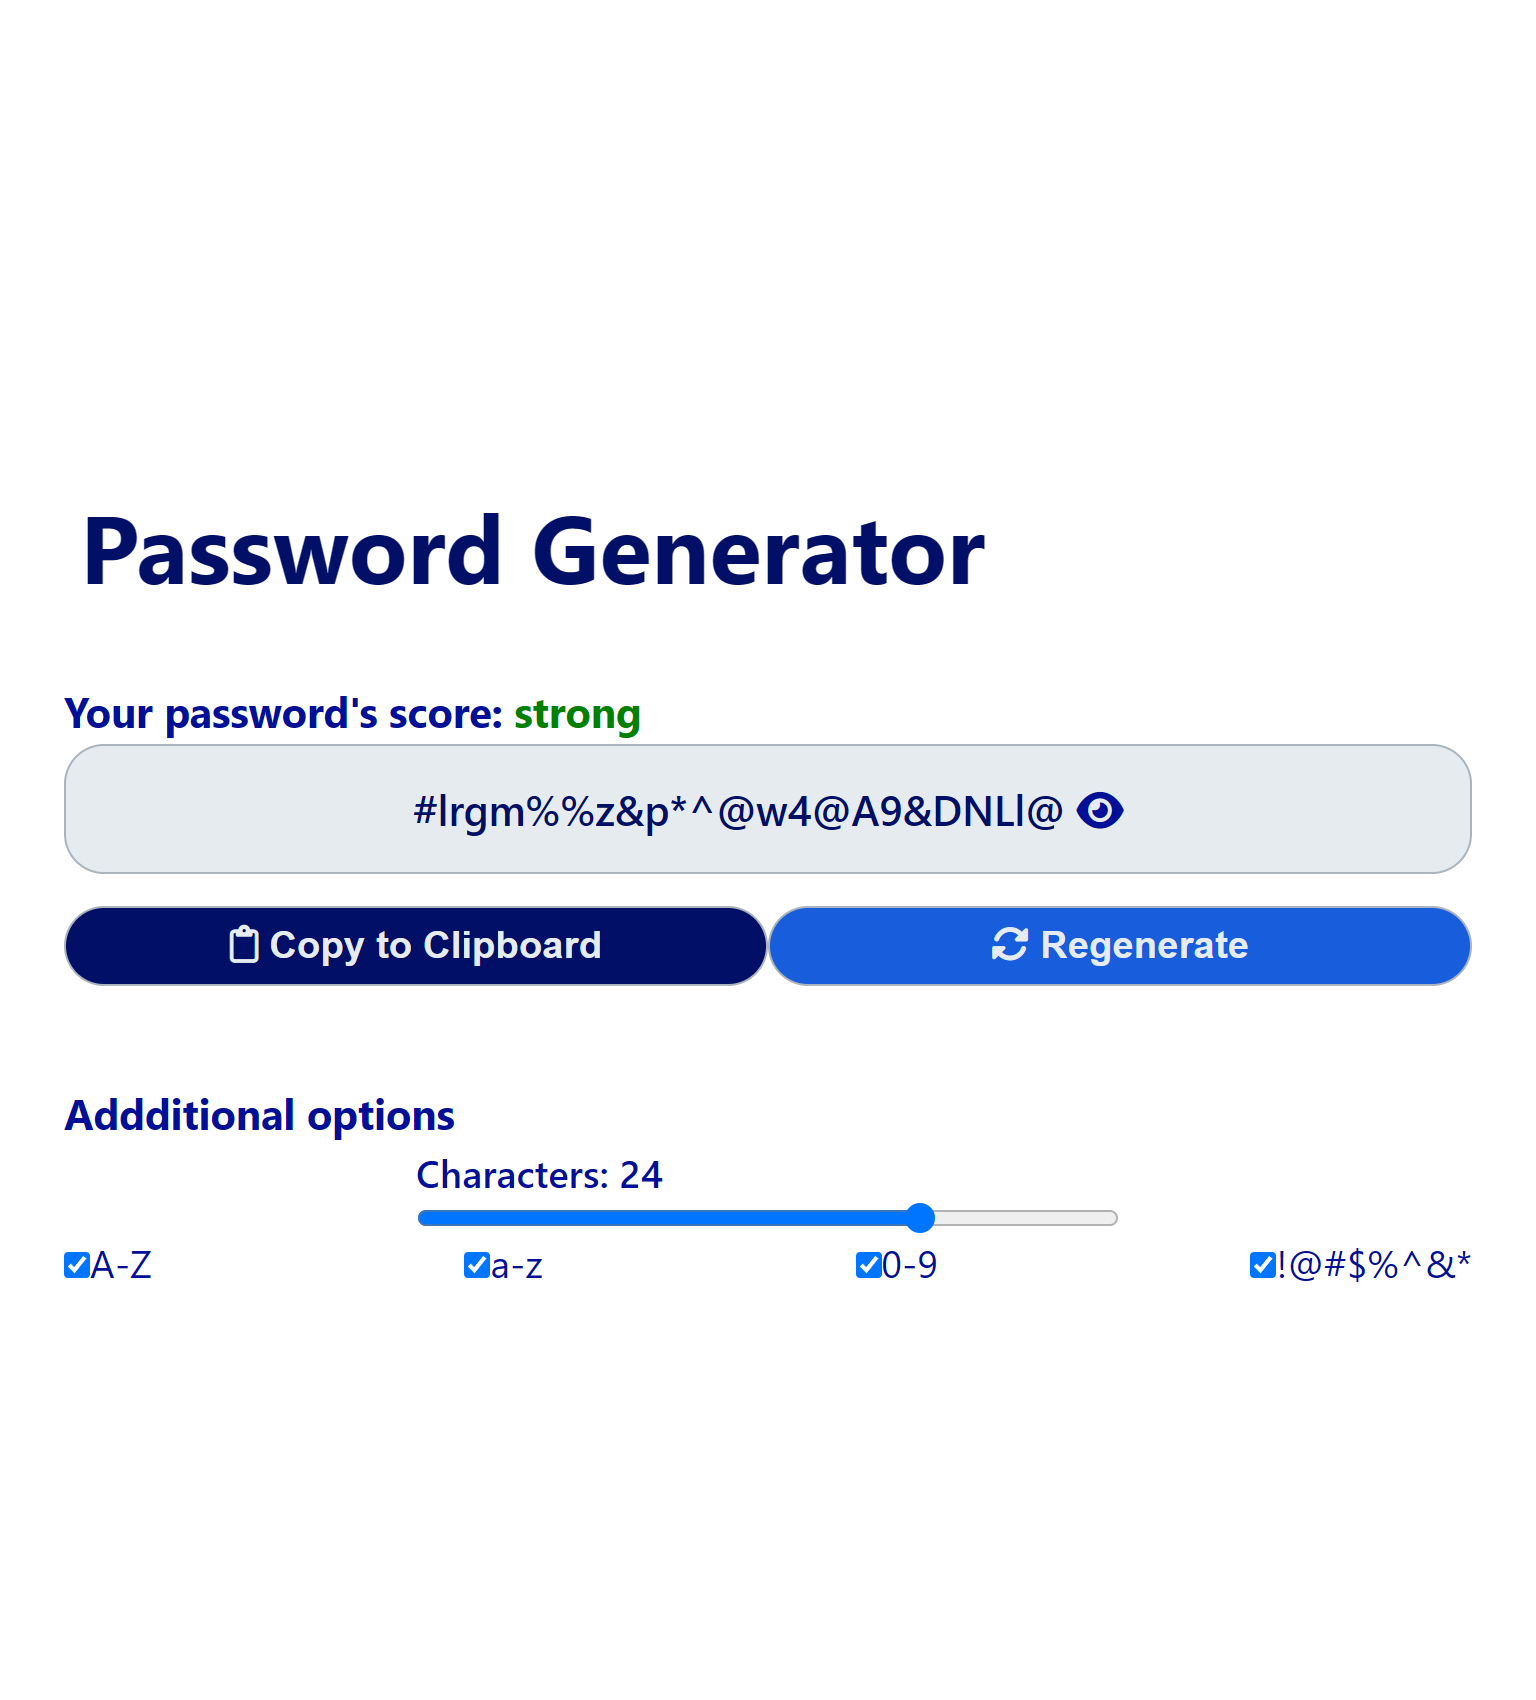 Password Generator
Your password's score: strong
#lrgm%%z&p*^@w4@A9&DNLl@
Copy to Clipboard
Regenerate
Addditional options
Characters: 24
A-Z
a-z
0-9
!@#$%^&*